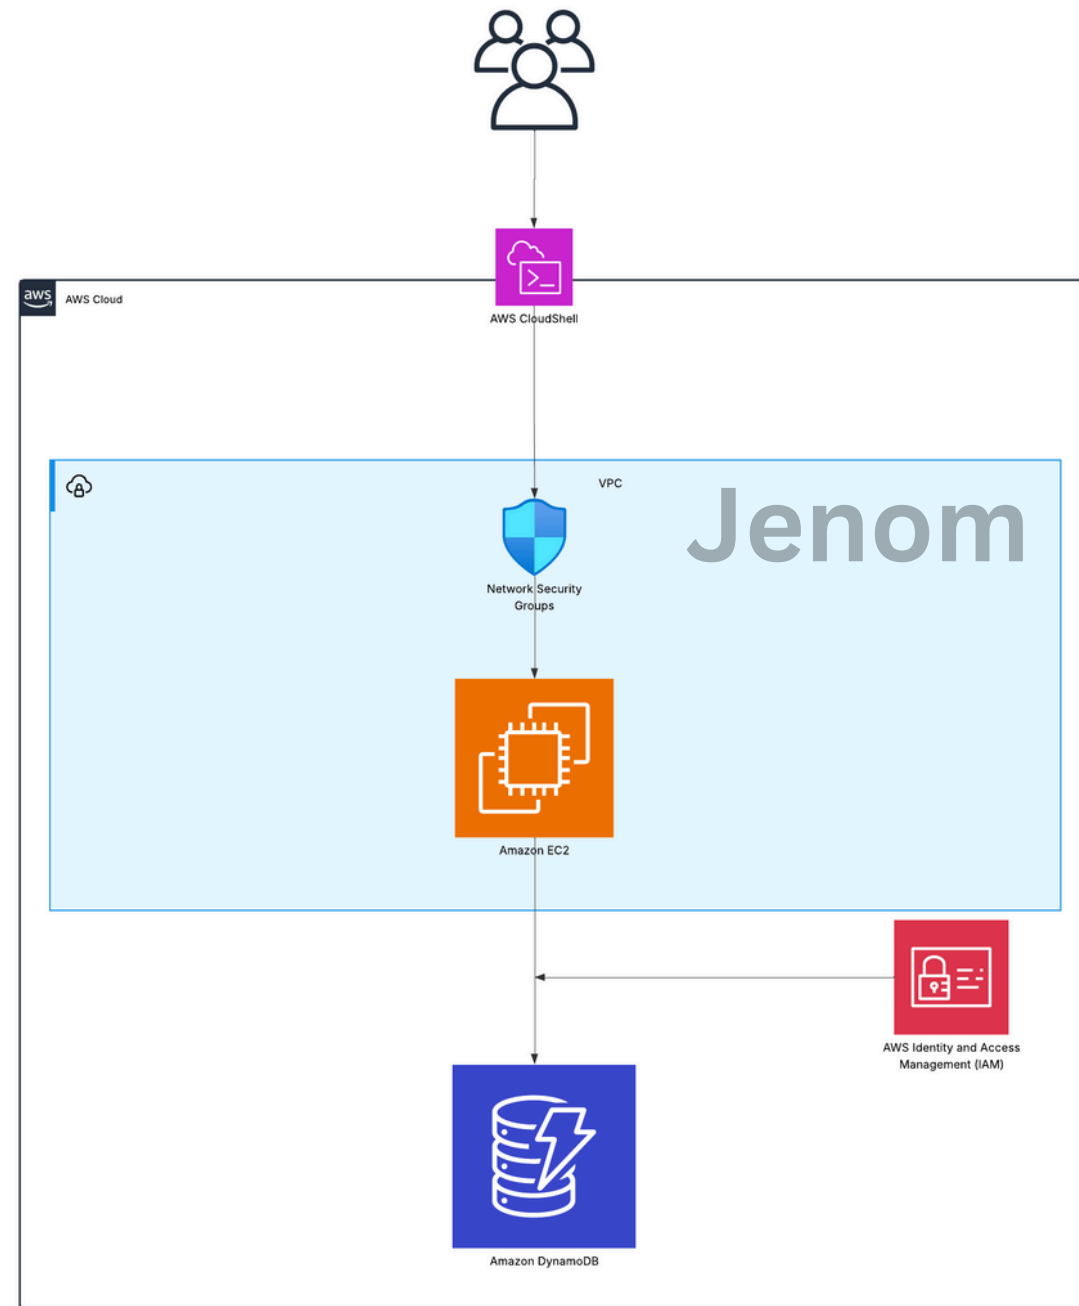 aws
AWS Cloud
AWS CloudShell
VPC
Jenom
Network Security
Groups
Amazon EC2
AWS Identity and Access
Management (IAM)
Amazon DynamoDB